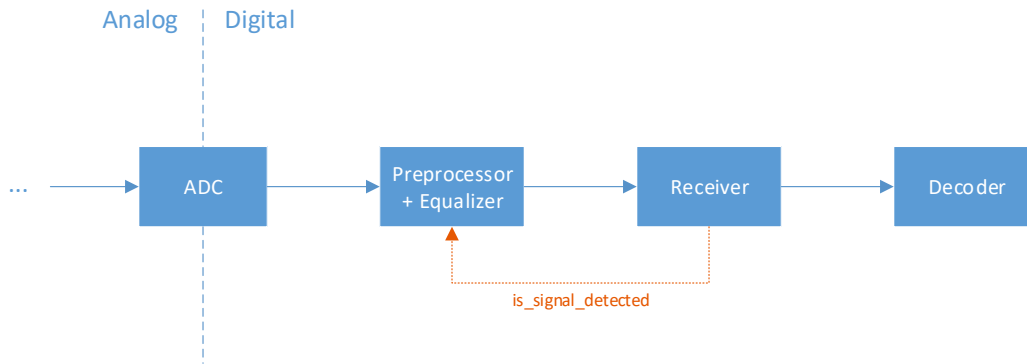 Analog
Digital
...
ADC
Preprocessor
+ Equalizer
Receiver
Decoder
is_signal_detected